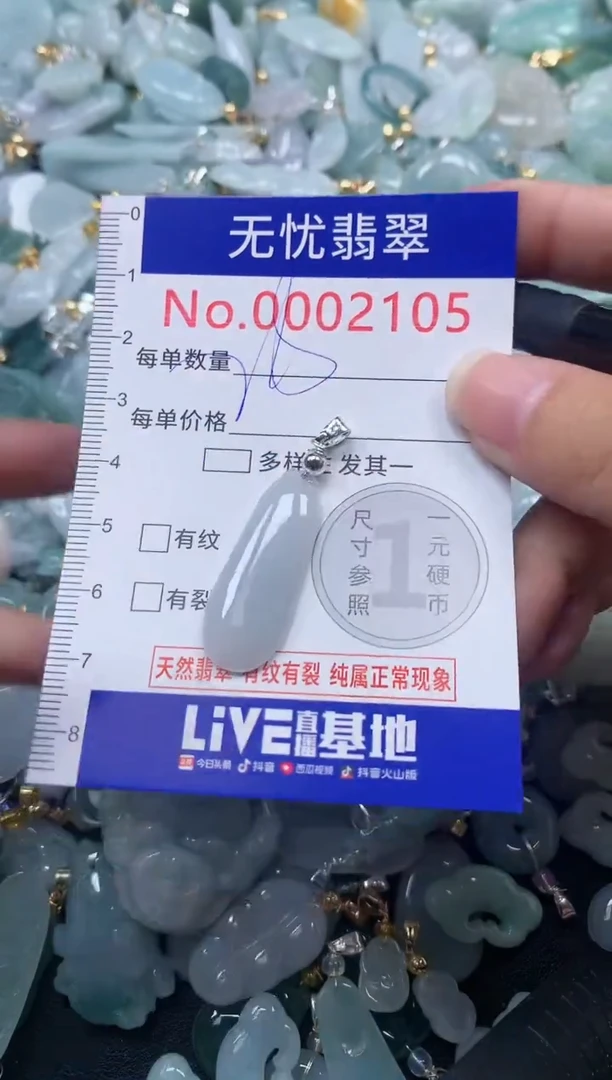 0
无忧翡翠
1
No.0002105
2
每单数量
3
每单价格
4
多样 发其一
5
有纹
尺寸参照
1
一元硬币
6
有裂
7
天然翡翠 有纹有裂 纯属正常现象
8
LiVE直播基地
今日头条 抖音 西瓜视频 抖音火山版